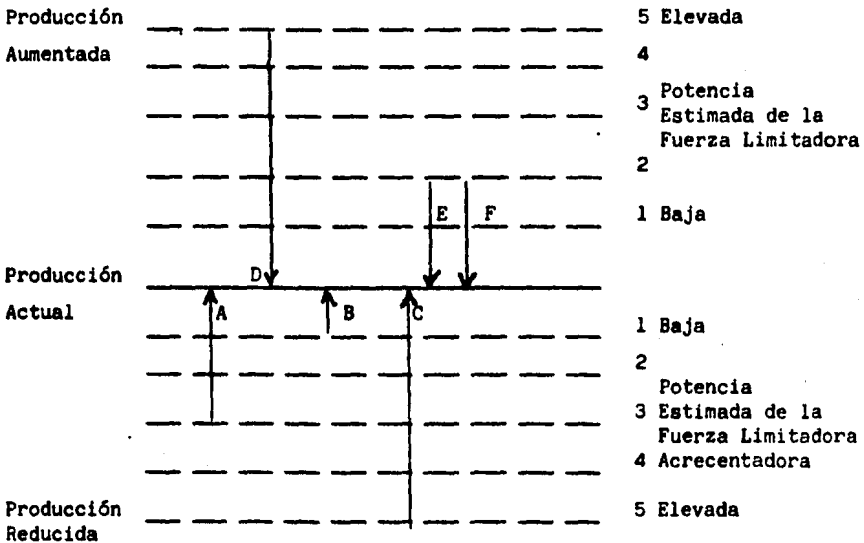 Producción
5 Elevada
Aumentada
4
3 Potencia
Estimada de la
Fuerza Limitadora
2
E F
1 Baja
Producción
D
Actual
A B C
1 Baja
2
Potencia
3 Estimada de la
Fuerza Limitadora
4 Acrecentadora
Producción
5 Elevada
Reducida